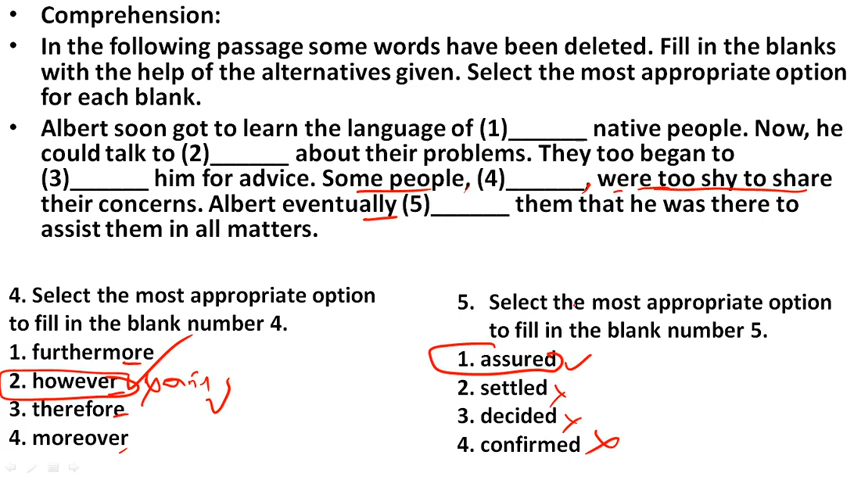 • Comprehension:
• In the following passage some words have been deleted. Fill in the blanks
with the help of the alternatives given. Select the most appropriate option
for each blank.
• Albert soon got to learn the language of (1)______ native people. Now, he
could talk to (2)______ about their problems. They too began to
(3)______ him for advice. Some people, (4)______, were too shy to share
their concerns. Albert eventually (5)______ them that he was there to
assist them in all matters.
4. Select the most appropriate option
to fill in the blank number 4.
1. furthermore
2. however
3. therefore
4. moreover
5. Select the most appropriate option
to fill in the blank number 5.
1. assured
2. settled
3. decided
4. confirmed